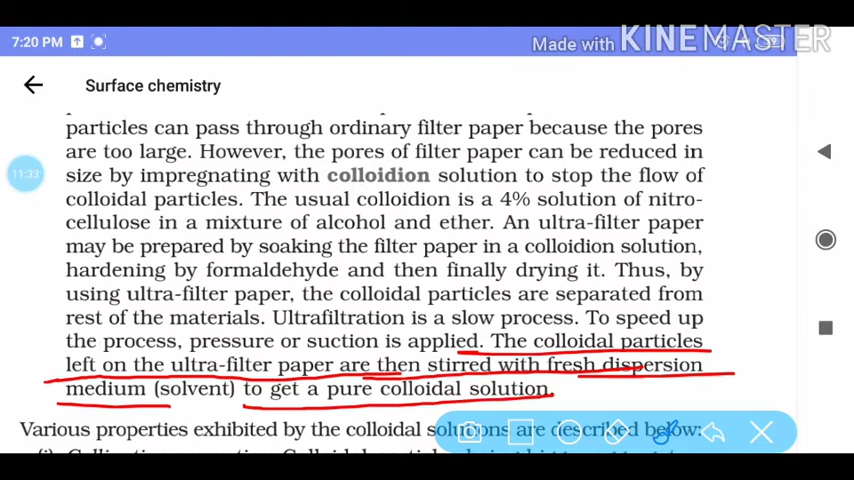 7:20 PM
Made with KINEMASTER
Surface chemistry
particles can pass through ordinary filter paper because the pores
are too large. However, the pores of filter paper can be reduced in
11:33
size by impregnating with colloidion solution to stop the flow of
colloidal particles. The usual colloidion is a 4% solution of nitro-
cellulose in a mixture of alcohol and ether. An ultra-filter paper
may be prepared by soaking the filter paper in a colloidion solution,
hardening by formaldehyde and then finally drying it. Thus, by
using ultra-filter paper, the colloidal particles are separated from
rest of the materials. Ultrafiltration is a slow process. To speed up
the process, pressure or suction is applied. The colloidal particles
left on the ultra-filter paper are then stirred with fresh dispersion
medium (solvent) to get a pure colloidal solution.
Various properties exhibited by the colloidal solutions are described below: